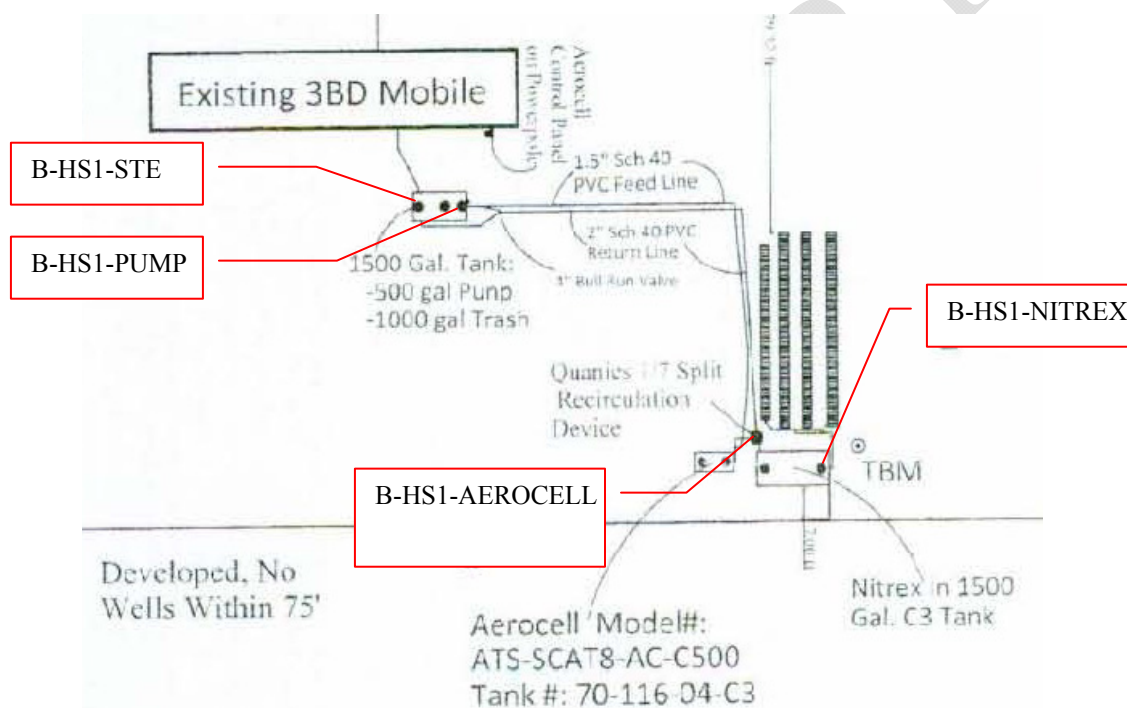 Existing 3BD Mobile
Aerocell
Control Panel
on Powerpole
B-HS1-STE
B-HS1-PUMP
1.5" Sch 40
PVC Feed Line
2" Sch 40 PVC
Return Line
Bull Run Valve
1500 Gal. Tank:
-500 gal Punp
-1000 gal Trash
B-HS1-NITREX
Quanics 1/7 Split
Recirculation
Device
TBM
B-HS1-AEROCELL
Developed, No
Wells Within 75'
Nitrex in 1500
Gal. C3 Tank
Aerocell Model#:
ATS-SCAT8-AC-C500
Tank #: 70-116-D4-C3